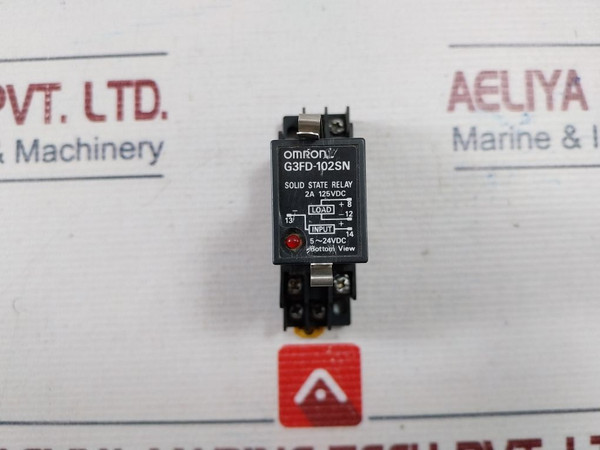 PVT. LTD.
& Machinery
AELIYA
Marine & I
OMRON
G3FD-102SN
SOLID STATE RELAY
2A 125VDC
+ 8
LOAD
- 12
13 -
INPUT +
14
5~24VDC
Bottom View